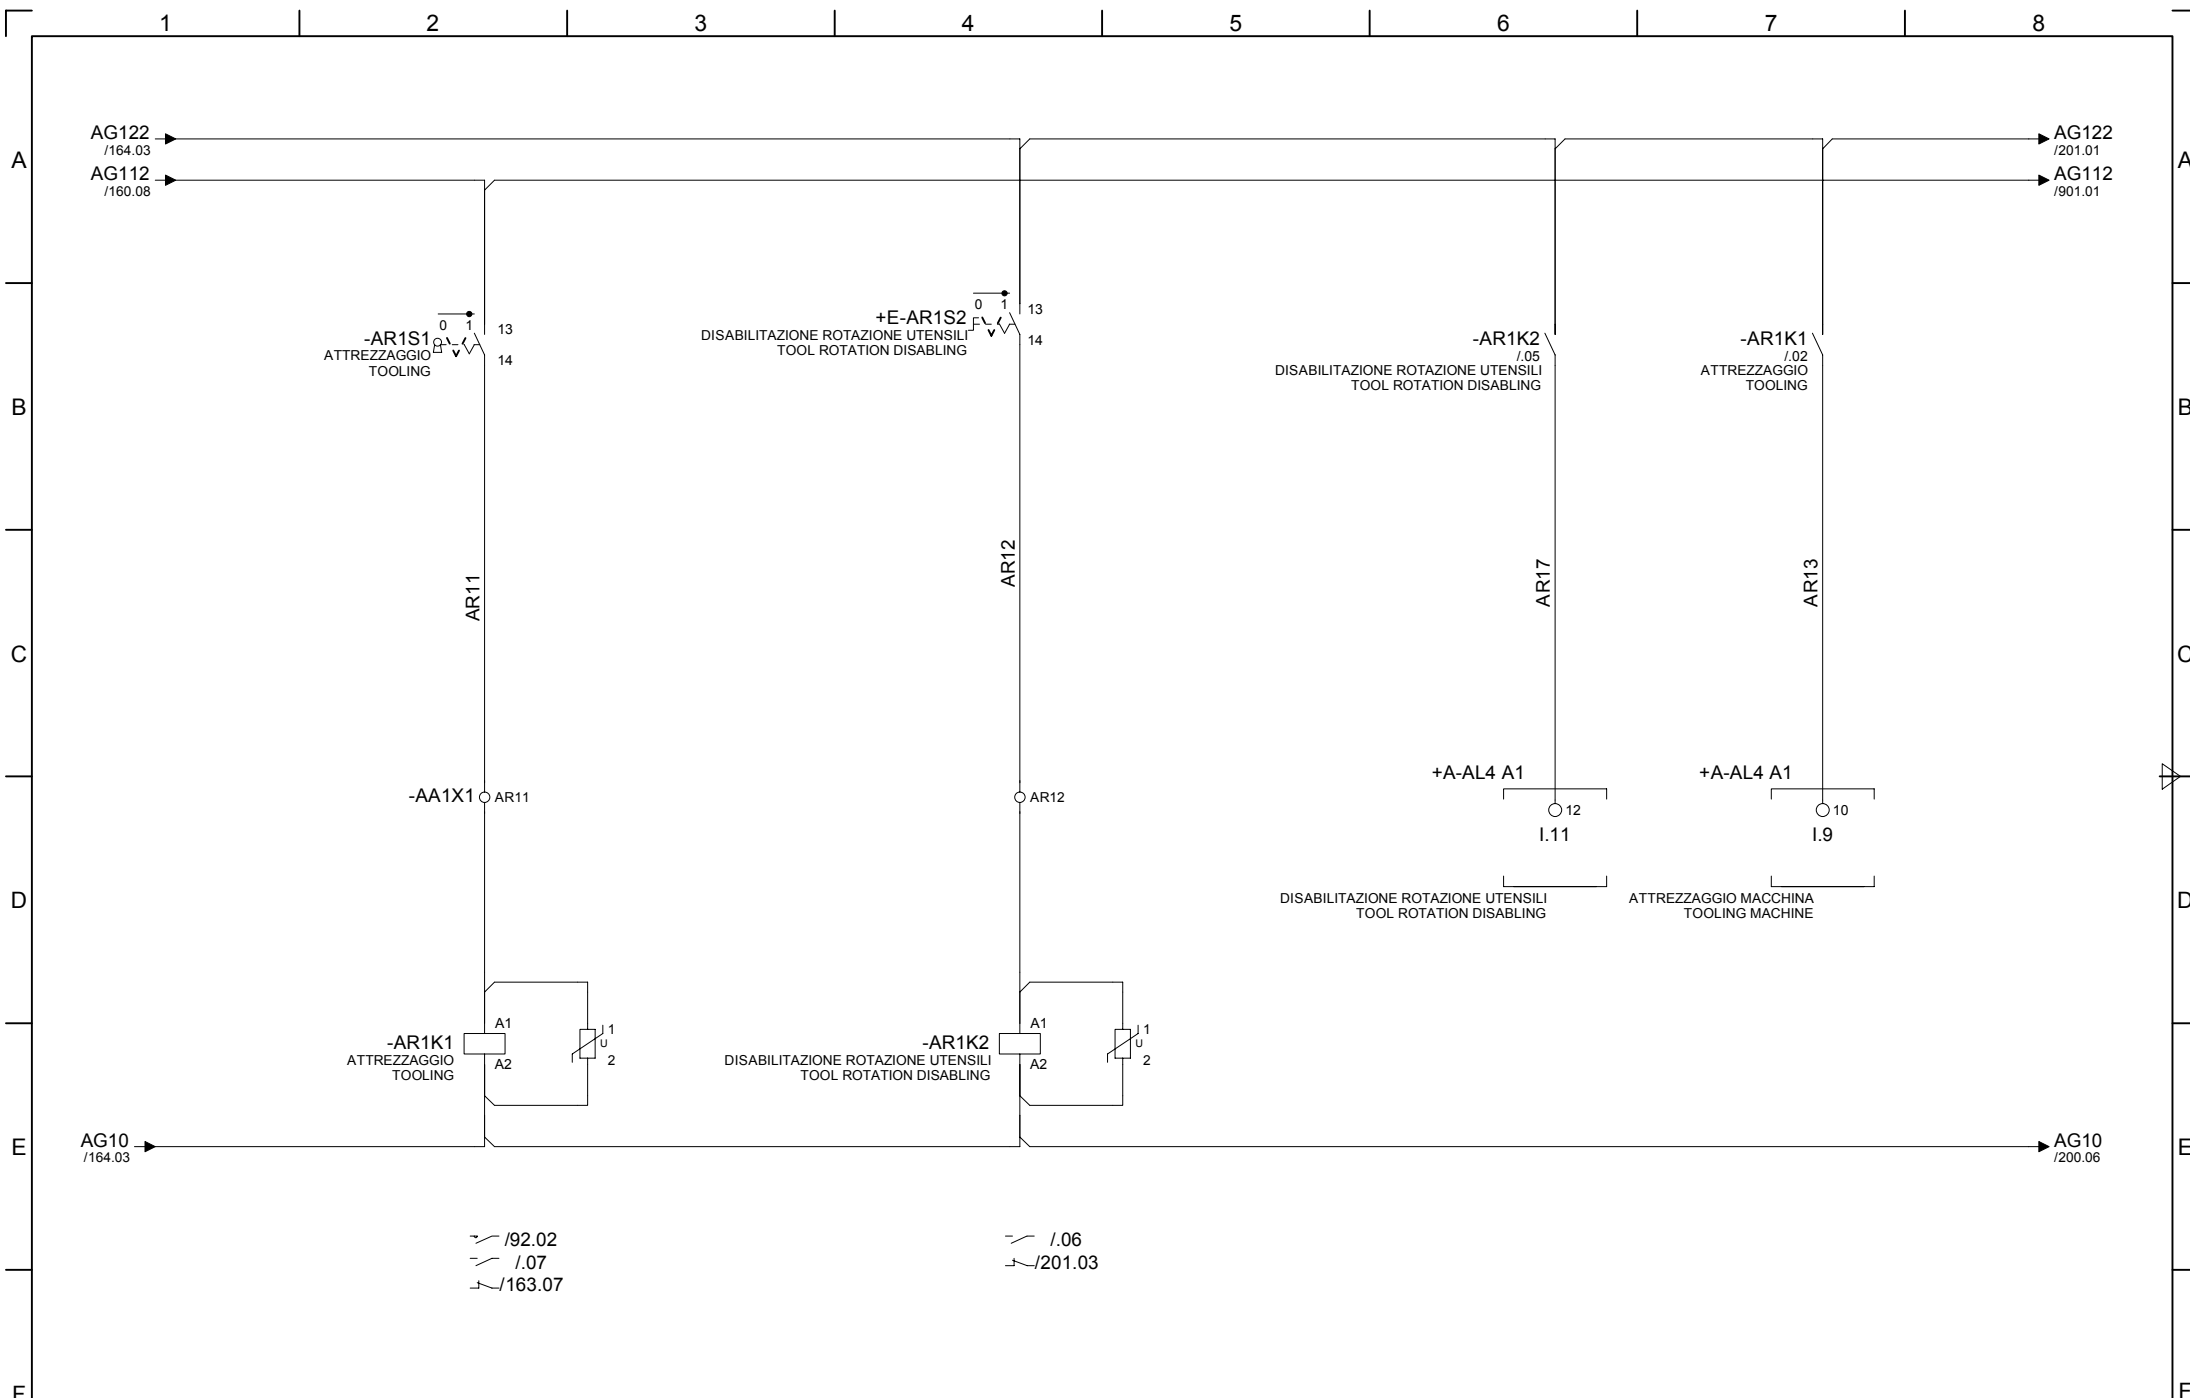 1 2 3 4 5 6 7 8
A
AG122
/164.03
AG112
/160.08
AG122
/201.01
AG112
/901.01
A
B
-AR1S1
ATTREZZAGGIO
TOOLING
0 1
13
14
+E-AR1S2
DISABILITAZIONE ROTAZIONE UTENSILI
TOOL ROTATION DISABLING
0 1
13
14
-AR1K2
/.05
DISABILITAZIONE ROTAZIONE UTENSILI
TOOL ROTATION DISABLING
-AR1K1
/.02
ATTREZZAGGIO
TOOLING
B
C
AR11
AR12
AR17
AR13
C
-AA1X1
AR11
AR12
+A-AL4 A1
12
I.11
+A-AL4 A1
10
I.9
D
DISABILITAZIONE ROTAZIONE UTENSILI
TOOL ROTATION DISABLING
ATTREZZAGGIO MACCHINA
TOOLING MACHINE
D
-AR1K1
ATTREZZAGGIO
TOOLING
A1
A2
1
U
2
-AR1K2
DISABILITAZIONE ROTAZIONE UTENSILI
TOOL ROTATION DISABLING
A1
A2
1
U
2
E
AG10
/164.03
AG10
/200.06
E
/92.02
/.07
/163.07
/.06
/201.03
F
F